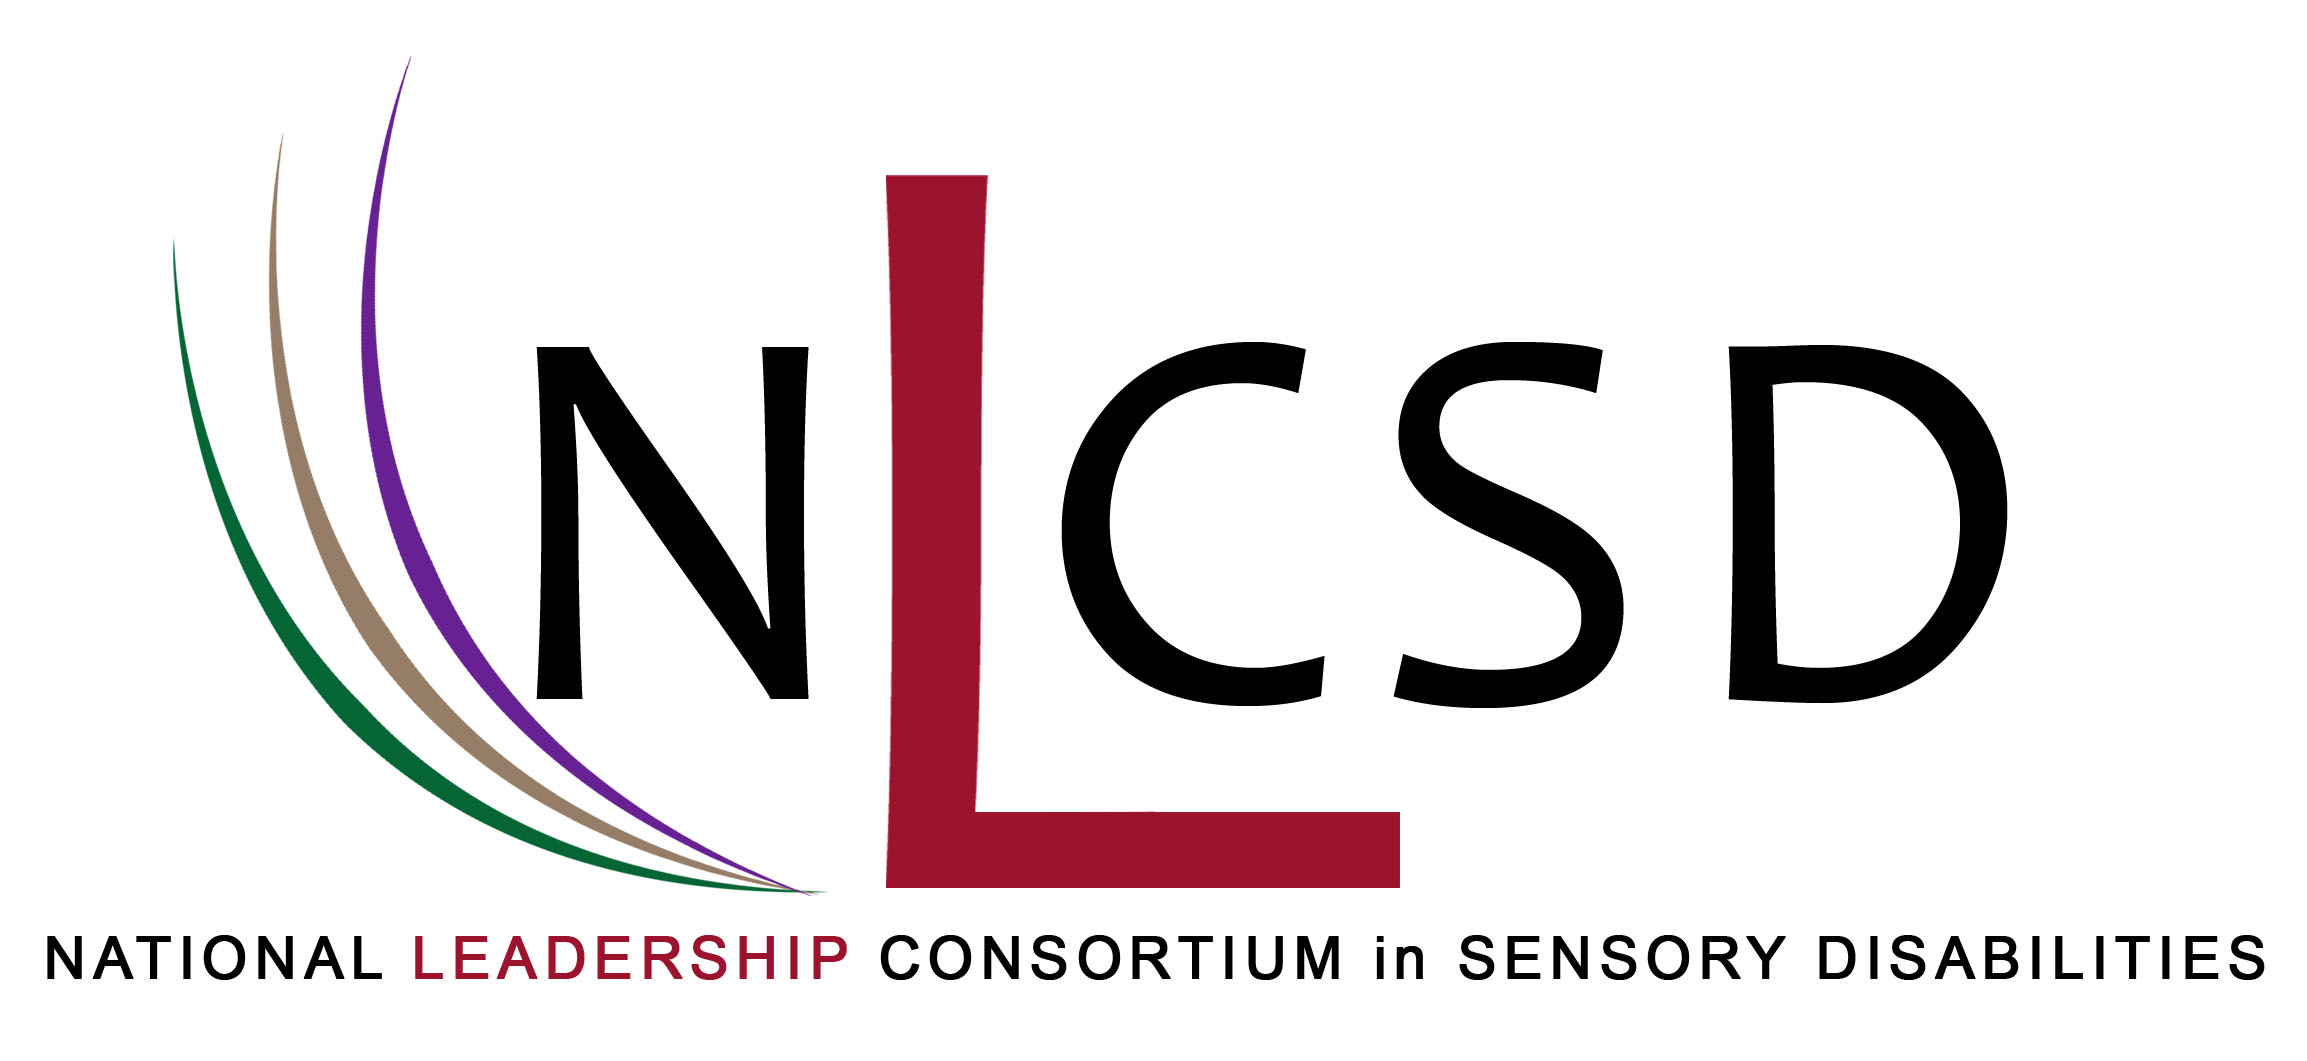 NLCSD
NATIONAL LEADERSHIP CONSORTIUM in SENSORY DISABILITIES